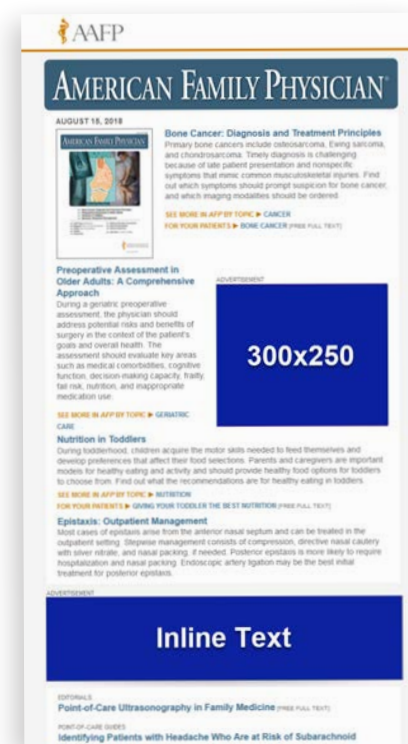 AAFP
AMERICAN FAMILY PHYSICIAN®
AUGUST 15, 2018
AMERICAN FAMILY PHYSICIAN
Bone Cancer: Diagnosis and Treatment Principles
Primary bone cancers include osteosarcoma, Ewing sarcoma,
and chondrosarcoma. Timely diagnosis is challenging
because of late patient presentation and nonspecific
symptoms that mimic common musculoskeletal injuries. Find
out which symptoms should prompt suspicion for bone cancer,
and which imaging modalities should be ordered.
SEE MORE IN AFP BY TOPIC ▶ CANCER
FOR YOUR PATIENTS ▶ BONE CANCER [FREE FULL TEXT]
Preoperative Assessment in
Older Adults: A Comprehensive
Approach
During a geriatric preoperative
assessment, the physician should
address potential risks and benefits of
surgery in the context of the patient's
goals and overall health. The
assessment should evaluate key areas
such as medical comorbidities, cognitive
function, decision-making capacity, frailty,
fall risk, nutrition, and inappropriate
medication use.
SEE MORE IN AFP BY TOPIC ▶ GERIATRIC
CARE
ADVERTISEMENT
300x250
Nutrition in Toddlers
During toddlerhood, children acquire the motor skills needed to feed themselves and
develop preferences that affect their food selections. Parents and caregivers are important
models for healthy eating and activity and should provide healthy food options for toddlers
to choose from. Find out what the recommendations are for healthy eating in toddlers.
SEE MORE IN AFP BY TOPIC ▶ NUTRITION
FOR YOUR PATIENTS ▶ GIVING YOUR TODDLER THE BEST NUTRITION [FREE FULL TEXT]
Epistaxis: Outpatient Management
Most cases of epistaxis arise from the anterior nasal septum and can be treated in the
outpatient setting. Stepwise management consists of compression, directive nasal cautery
with silver nitrate, and nasal packing, if needed. Posterior epistaxis is more likely to require
hospitalization and nasal packing. Endoscopic artery ligation may be the best initial
treatment for posterior epistaxis.
ADVERTISEMENT
Inline Text
EDITORIALS
Point-of-Care Ultrasonography in Family Medicine [FREE FULL TEXT]
POINT-OF-CARE GUIDES
Identifying Patients with Headache Who Are at Risk of Subarachnoid